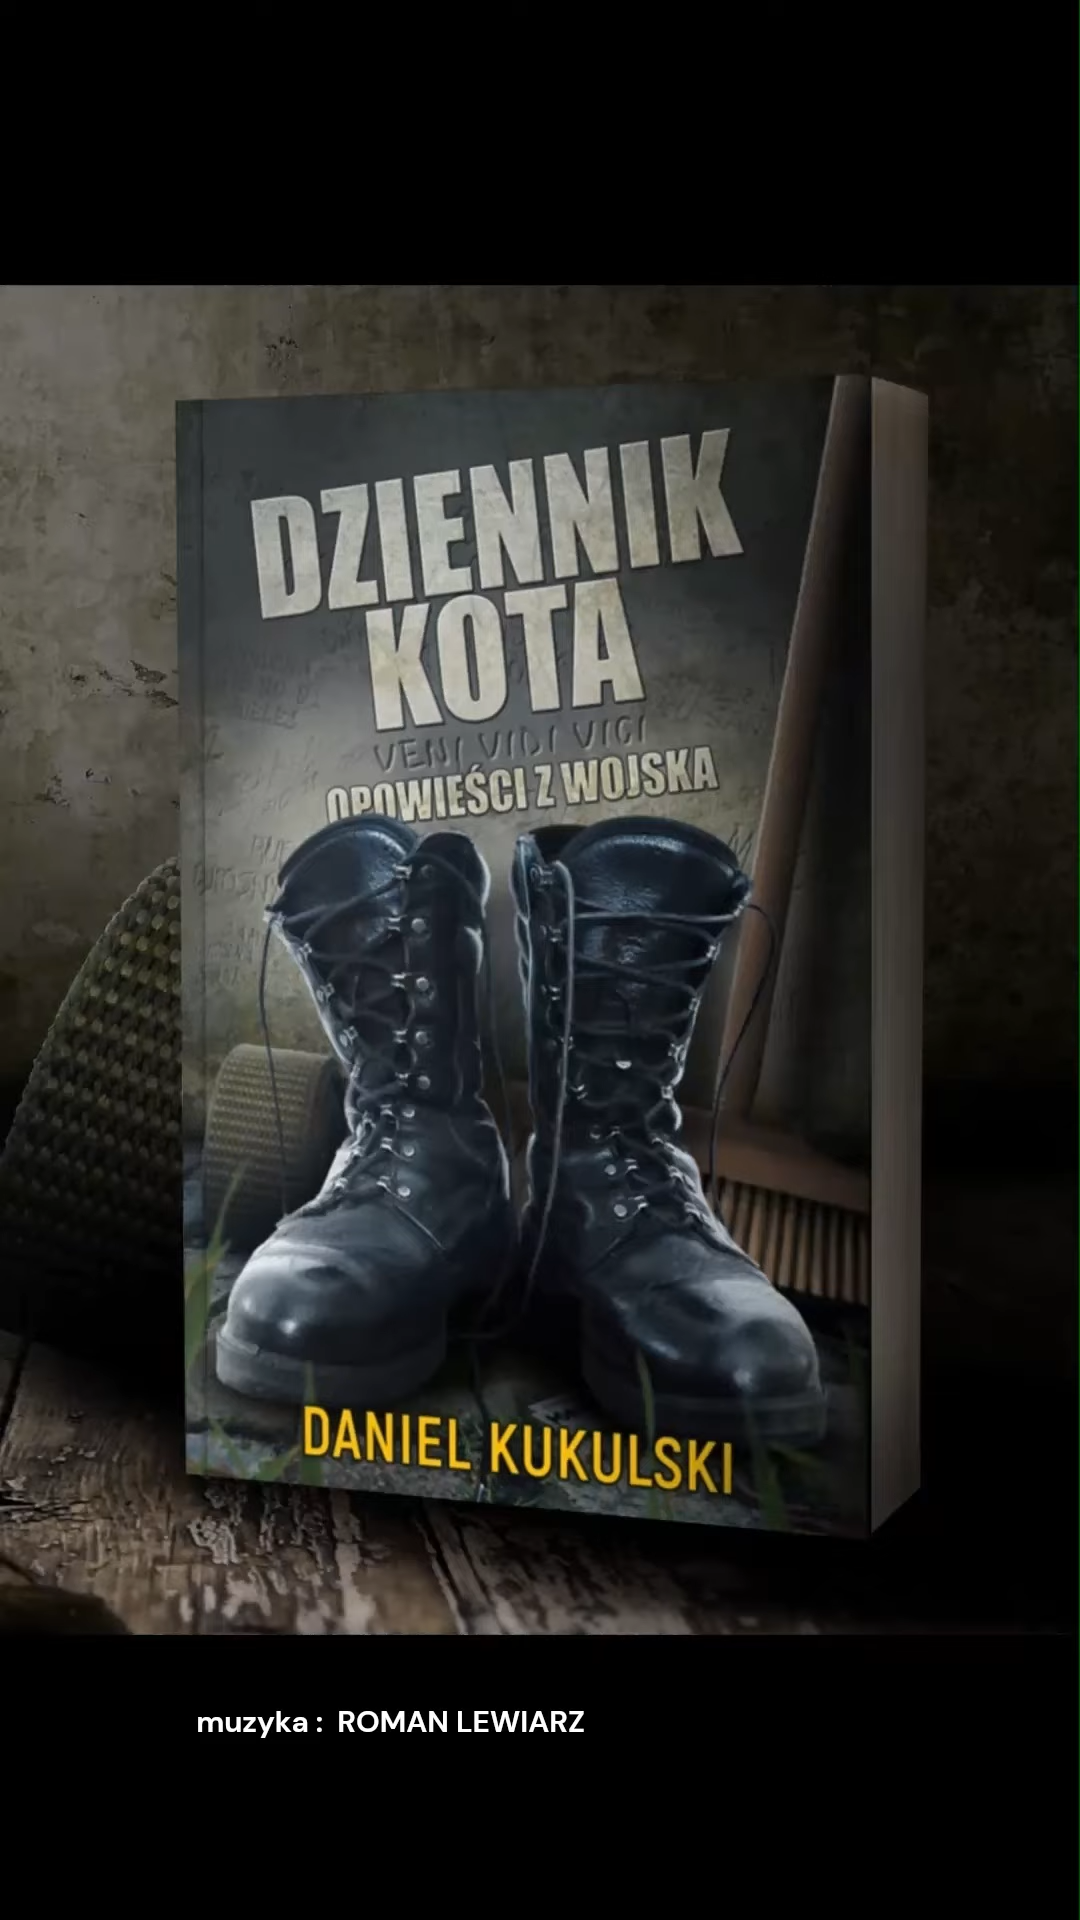 DZIENNIK
KOTA
VENI VIDI VICI
OPOWIEŚCI Z WOJSKA
DANIEL KUKULSKI
muzyka : ROMAN LEWIARZ